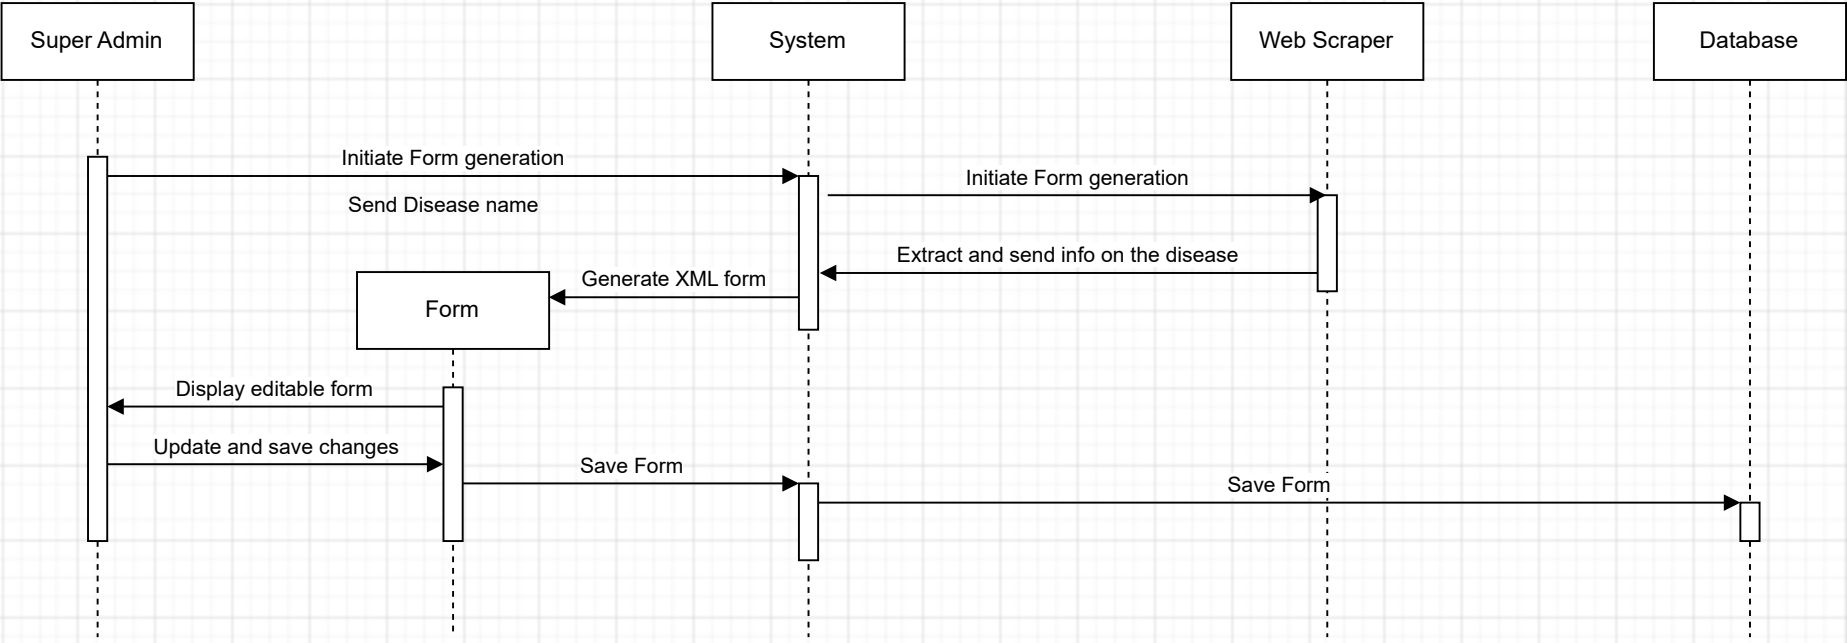 Super Admin
System
Web Scraper
Database
Initiate Form generation
Send Disease name
Initiate Form generation
Extract and send info on the disease
Generate XML form
Form
Display editable form
Update and save changes
Save Form
Save Form